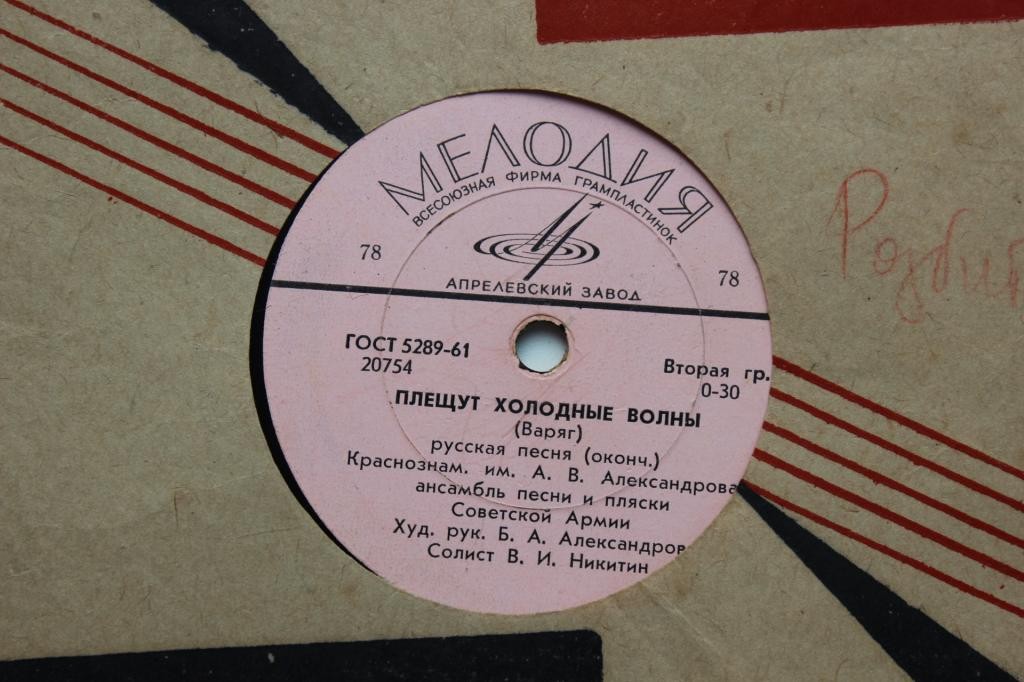 МЕЛОДИЯ
ВСЕСОЮЗНАЯ ФИРМА ГРАМПЛАСТИНОК
78
78
АПРЕЛЕВСКИЙ ЗАВОД
ГОСТ 5289-61
Вторая гр.
20754
0-30
ПЛЕЩУТ ХОЛОДНЫЕ ВОЛНЫ
(Варяг)
русская песня (оконч.)
Краснознам. им. А. В. Александрова
ансамбль песни и пляски
Советской Армии
Худ. рук. Б. А. Александров
Солист В. И. Никитин